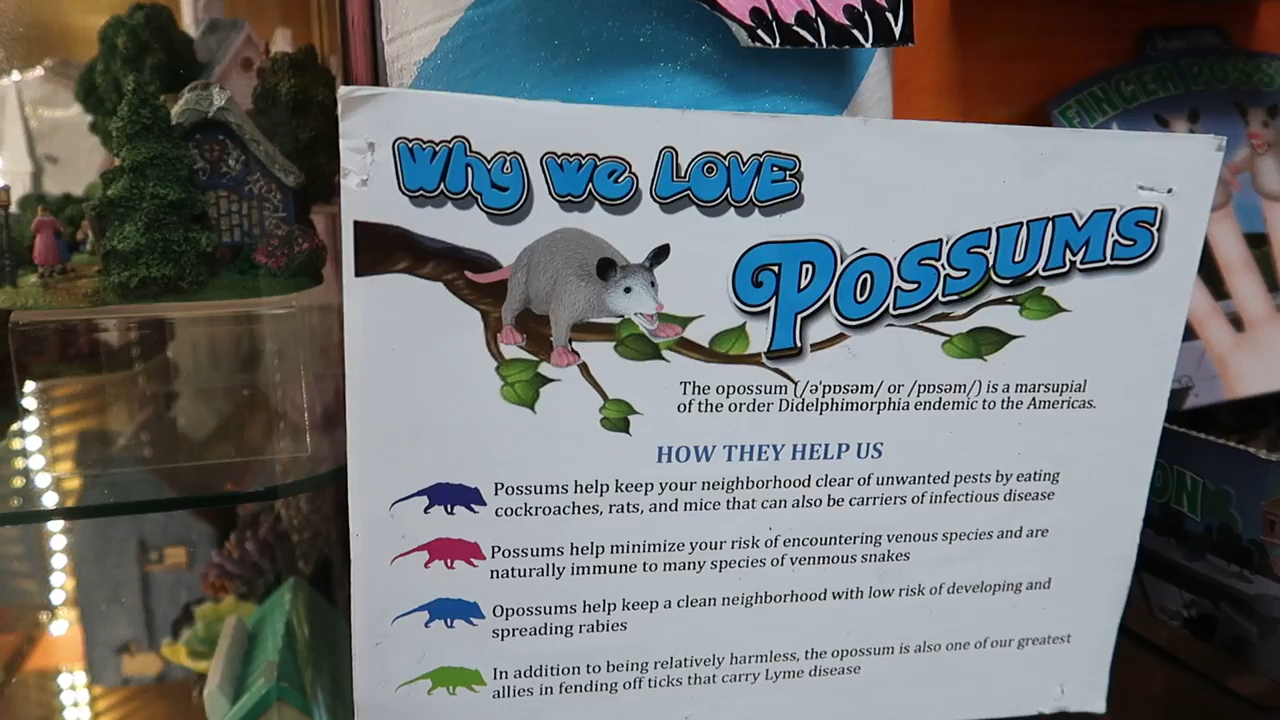 Why we LOVE
POSSUMS
The opossum (/ə'pɒsəm/ or /pɒsəm/) is a marsupial
of the order Didelphimorphia endemic to the Americas.
HOW THEY HELP US
Possums help keep your neighborhood clear of unwanted pests by eating
cockroaches, rats, and mice that can also be carriers of infectious disease
Possums help minimize your risk of encountering venous species and are
naturally immune to many species of venmous snakes
Opossums help keep a clean neighborhood with low risk of developing and
spreading rabies
In addition to being relatively harmless, the opossum is also one of our greatest
allies in fending off ticks that carry Lyme disease
FINGER